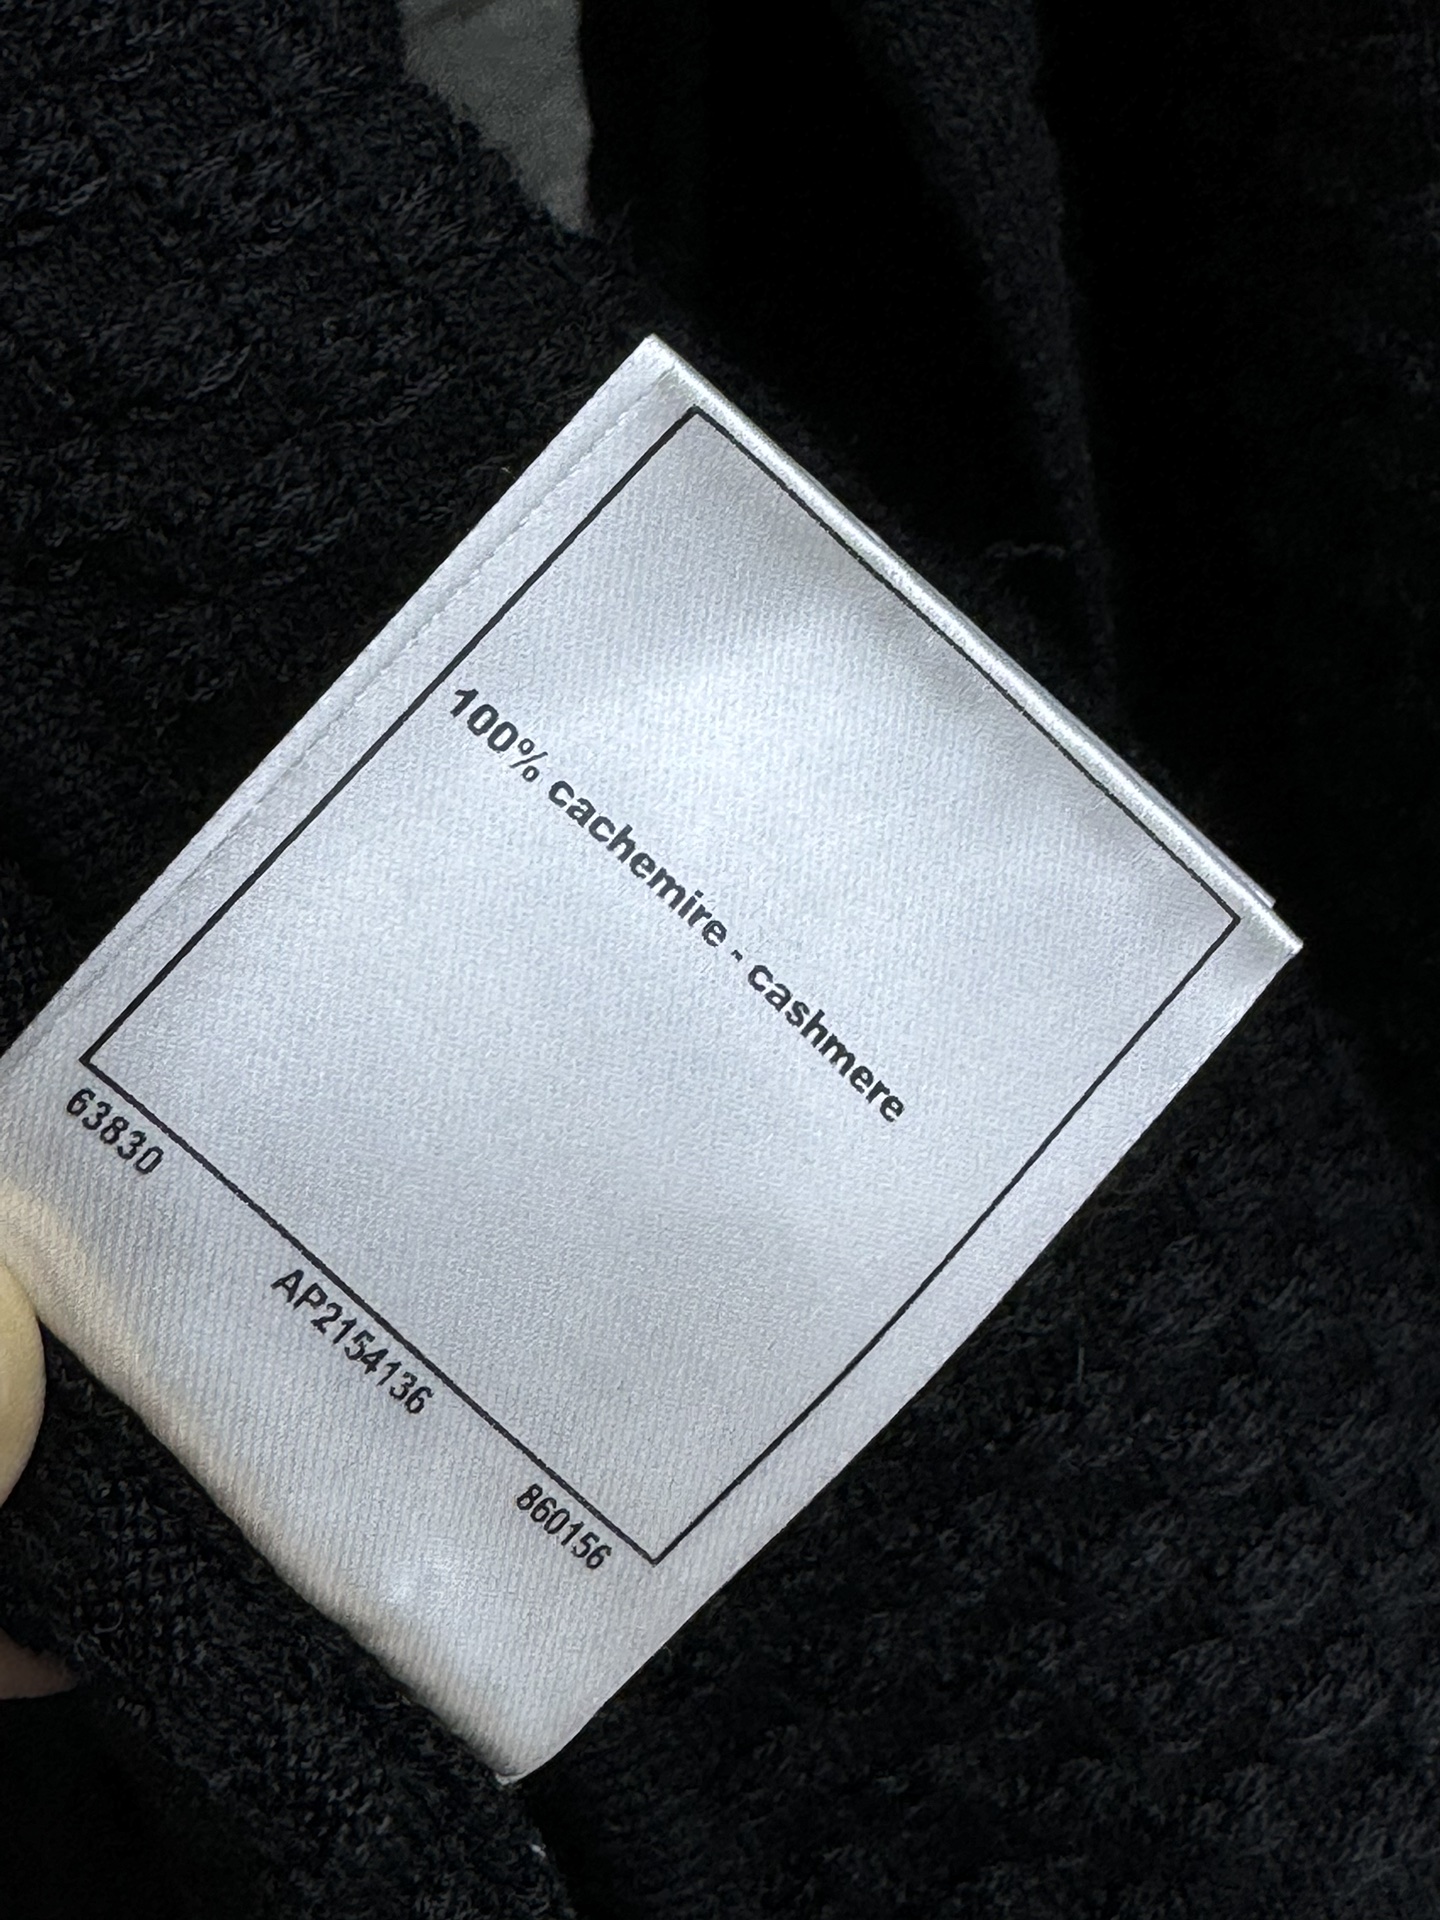 100% cachemire - cashmere
63830 AP2154136 860156